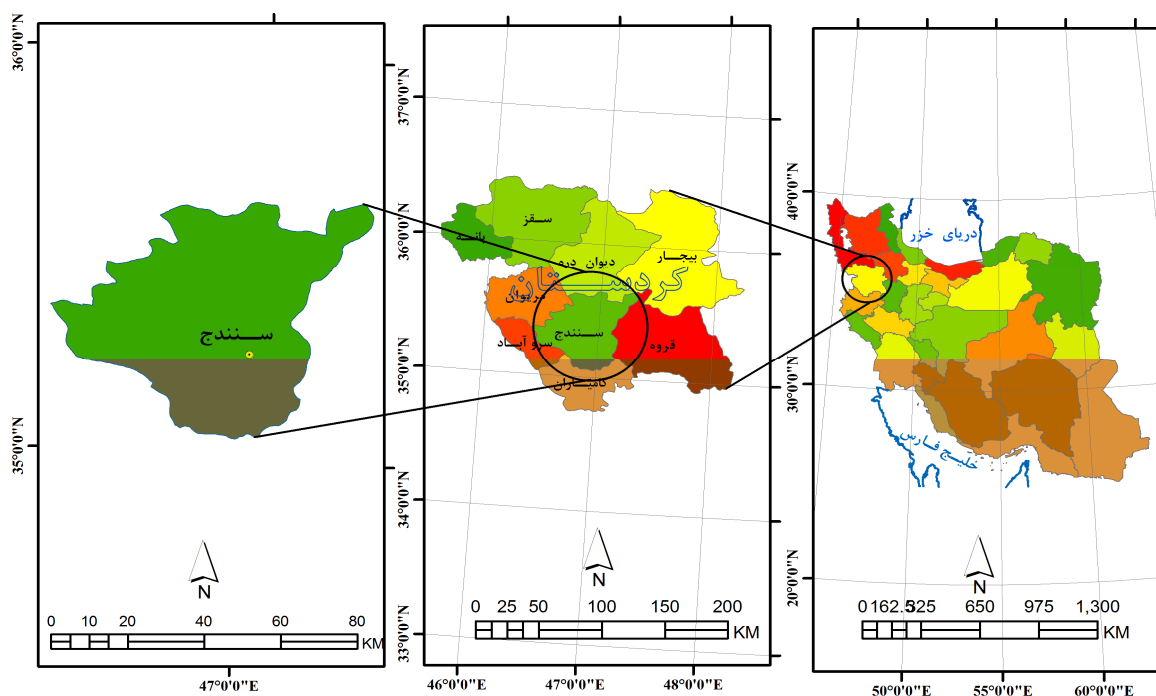 36°0'0"N
35°0'0"N
سنندج
N
0 10 20 40 60 80
KM
47°0'0"E
37°0'0"N
36°0'0"N
35°0'0"N
34°0'0"N
33°0'0"N
سقز
بانه
دیوان دره
بیجار
کردستان
مریوان
سنندج
سرو آباد
قروه
کامیاران
N
0 25 50 100 150 200
KM
46°0'0"E 47°0'0"E 48°0'0"E
40°0'0"N
30°0'0"N
20°0'0"N
دریای خزر
خلیج فارس
N
0 162.5 325 650 975 1,300
KM
50°0'0"E 55°0'0"E 60°0'0"E